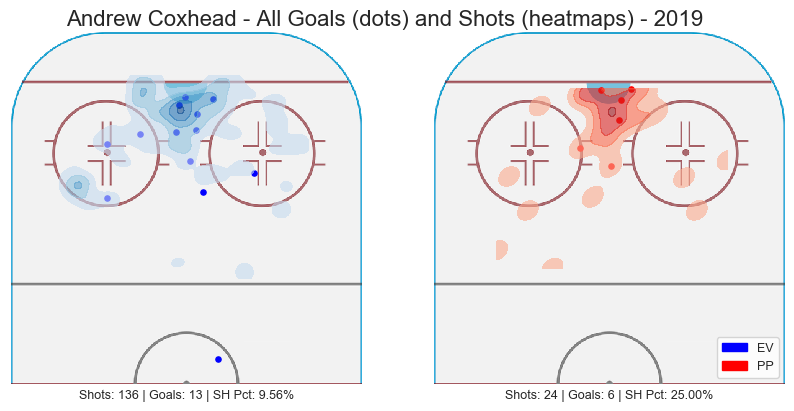 Andrew Coxhead - All Goals (dots) and Shots (heatmaps) - 2019
EV
PP
Shots: 136 | Goals: 13 | SH Pct: 9.56%
Shots: 24 | Goals: 6 | SH Pct: 25.00%